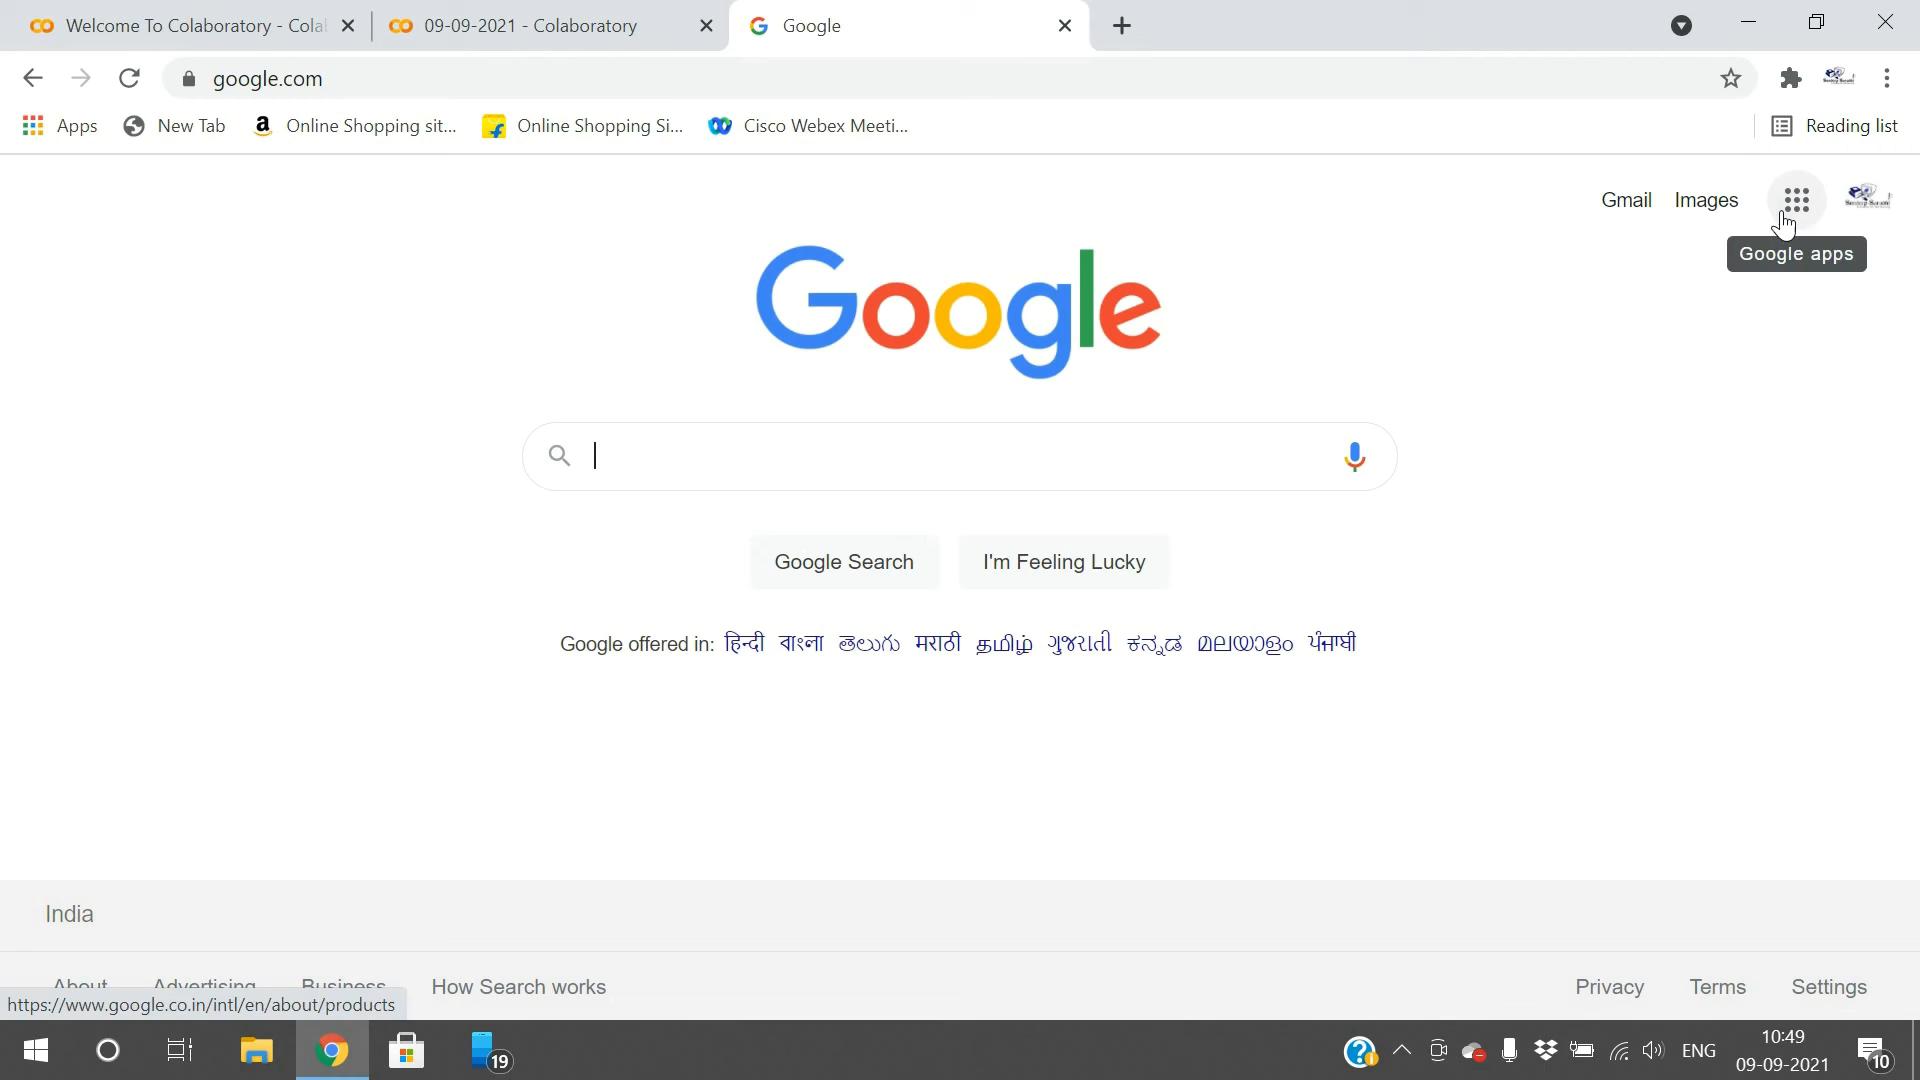 Welcome To Colaboratory - Cola
09-09-2021 - Colaboratory
Google
google.com
Apps
New Tab
Online Shopping sit...
Online Shopping Si...
Cisco Webex Meeti...
Reading list
Gmail
Images
Google apps
Google
Google Search
I'm Feeling Lucky
Google offered in: हिन्दी বাংলা తెలుగు मराठी தமிழ் ગુજરાતી ಕನ್ನಡ മലയാളം ਪੰਜਾਬੀ
India
About
Advertising
Business
How Search works
Privacy
Terms
Settings
https://www.google.co.in/intl/en/about/products
19
ENG
10:49
09-09-2021
10